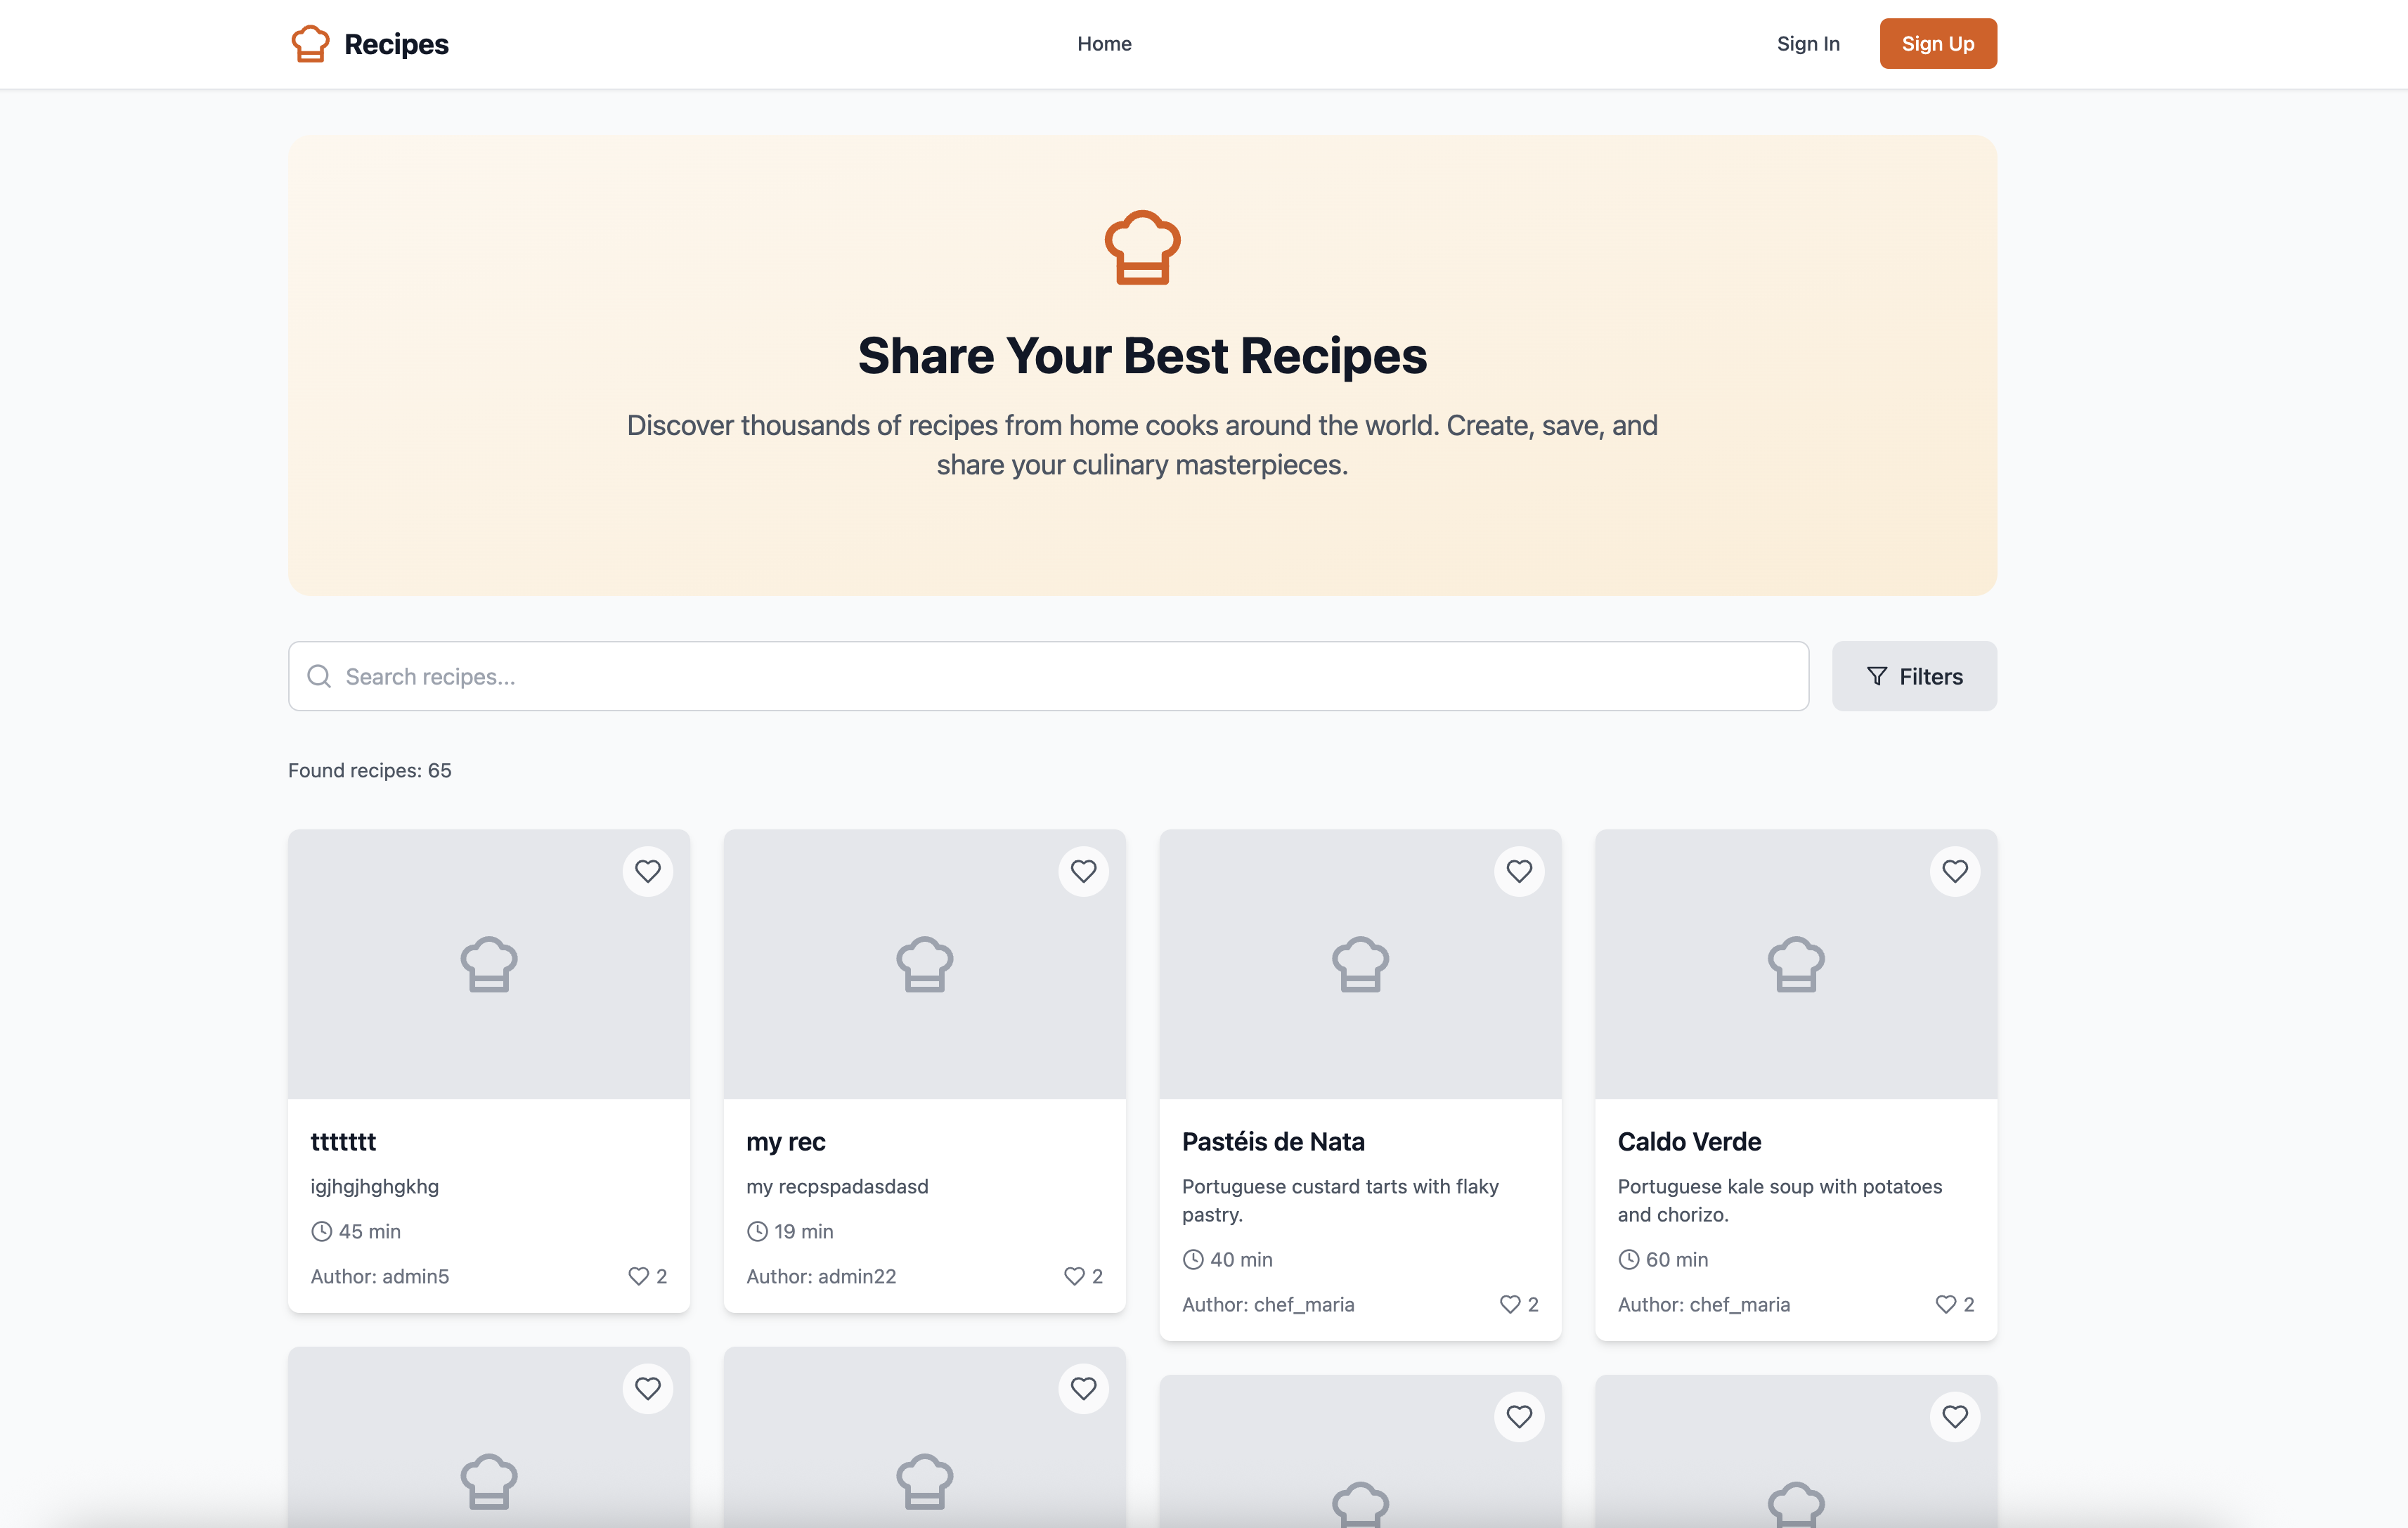 Recipes
Home
Sign In
Sign Up
Share Your Best Recipes
Discover thousands of recipes from home cooks around the world. Create, save, and
share your culinary masterpieces.
Search recipes...
Filters
Found recipes: 65
ttttttt
igjhgjhghgkhg
45 min
Author: admin5
2
my rec
my recpspadasdasd
19 min
Author: admin22
2
Pastéis de Nata
Portuguese custard tarts with flaky
pastry.
40 min
Author: chef_maria
2
Caldo Verde
Portuguese kale soup with potatoes
and chorizo.
60 min
Author: chef_maria
2